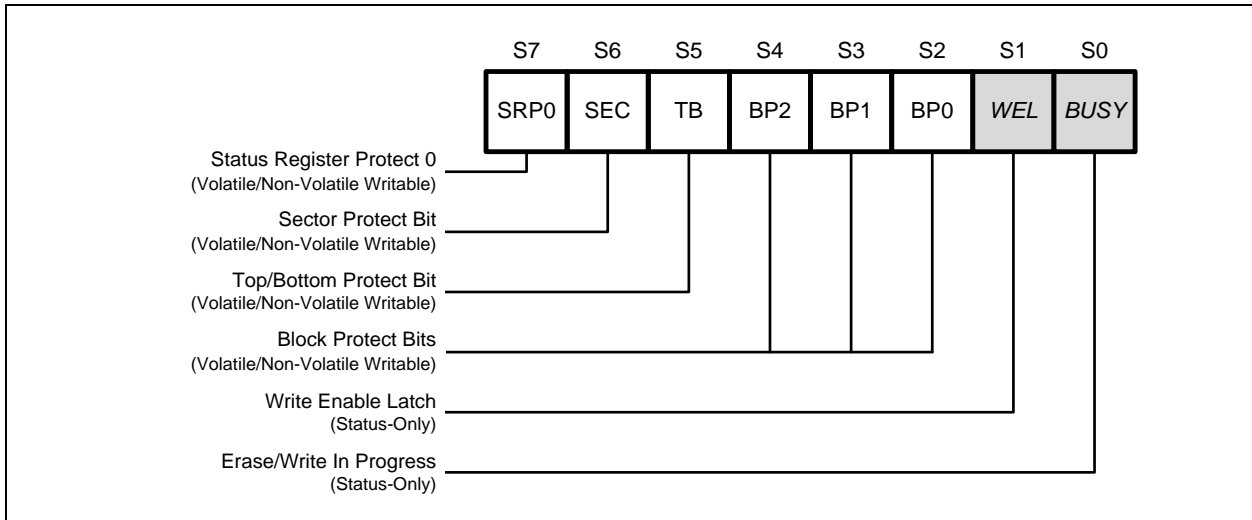 S7 S6 S5 S4 S3 S2 S1 S0
SRP0 SEC TB BP2 BP1 BP0 WEL BUSY
Status Register Protect 0
(Volatile/Non-Volatile Writable)
Sector Protect Bit
(Volatile/Non-Volatile Writable)
Top/Bottom Protect Bit
(Volatile/Non-Volatile Writable)
Block Protect Bits
(Volatile/Non-Volatile Writable)
Write Enable Latch
(Status-Only)
Erase/Write In Progress
(Status-Only)